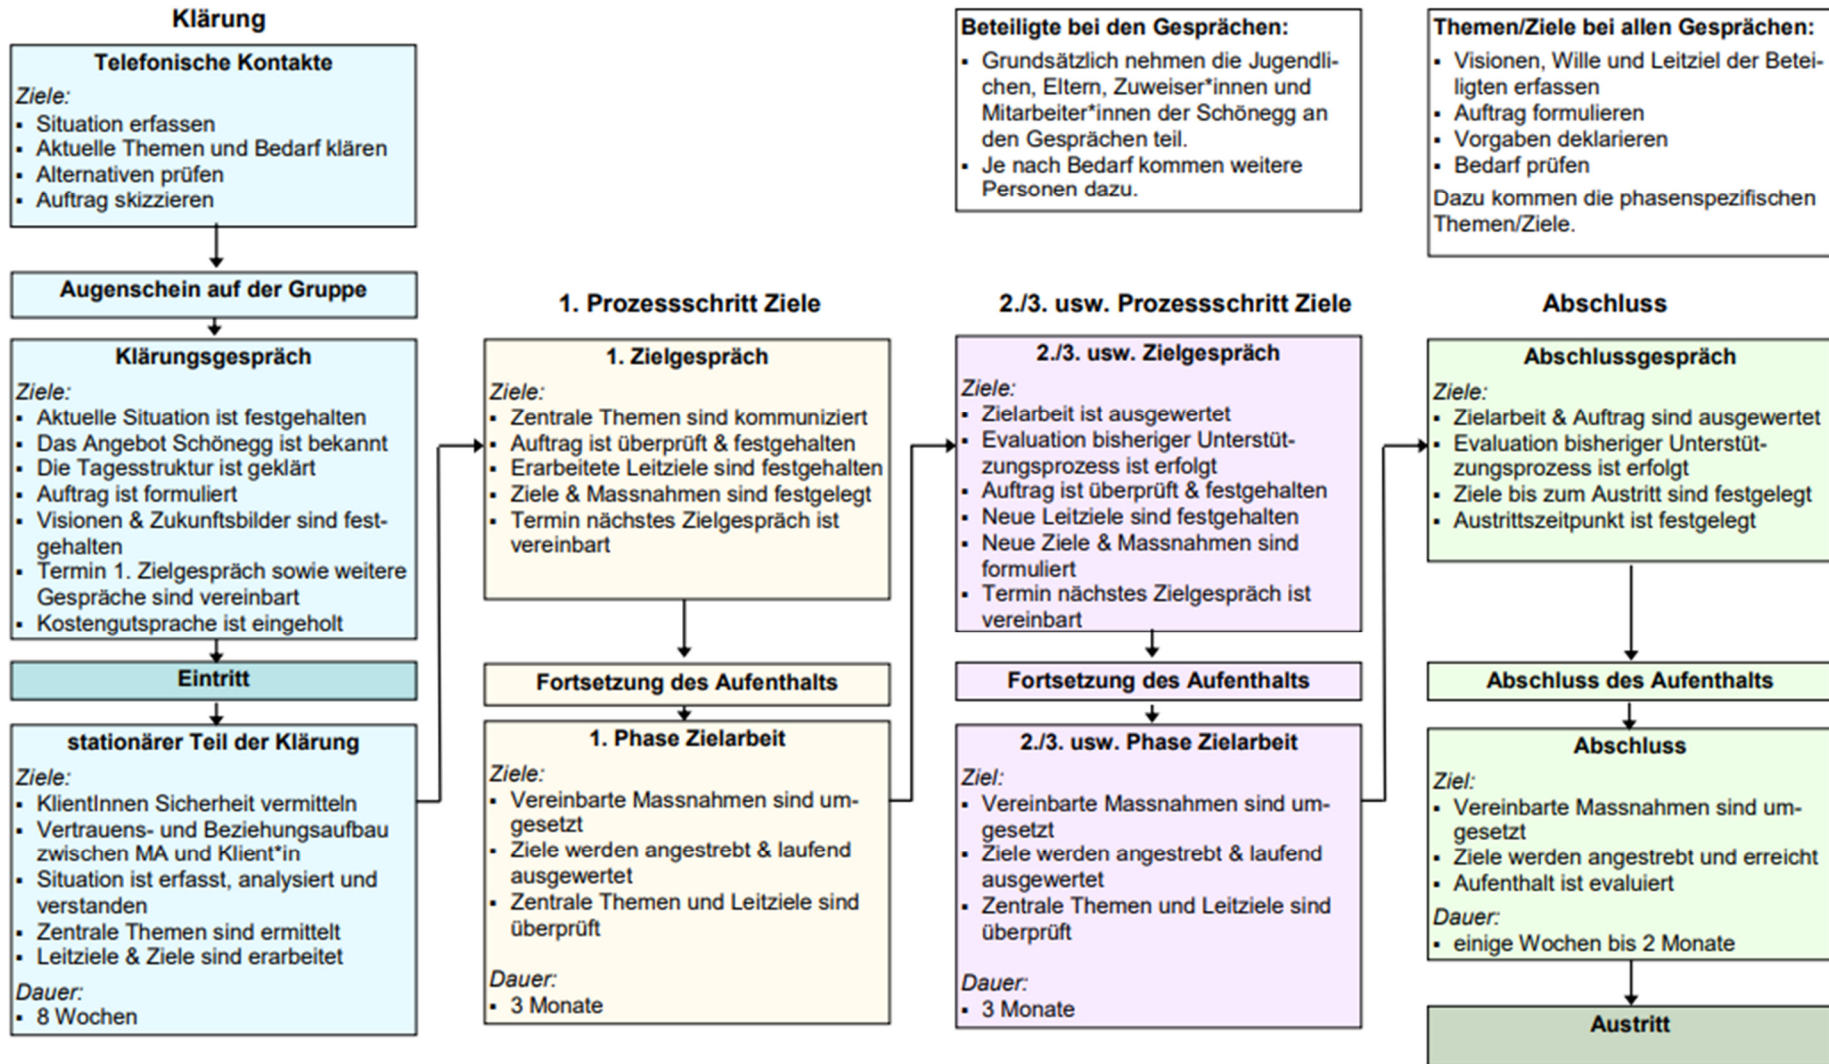 Klärung
Telefonische Kontakte
Ziele:
▪ Situation erfassen
▪ Aktuelle Themen und Bedarf klären
▪ Alternativen prüfen
▪ Auftrag skizzieren
Augenschein auf der Gruppe
Klärungsgespräch
Ziele:
▪ Aktuelle Situation ist festgehalten
▪ Das Angebot Schönegg ist bekannt
▪ Die Tagesstruktur ist geklärt
▪ Auftrag ist formuliert
▪ Visionen & Zukunftsbilder sind fest-
gehalten
▪ Termin 1. Zielgespräch sowie weitere
Gespräche sind vereinbart
▪ Kostengutsprache ist eingeholt
Eintritt
stationärer Teil der Klärung
Ziele:
▪ KlientInnen Sicherheit vermitteln
▪ Vertrauens- und Beziehungsaufbau
zwischen MA und Klient*in
▪ Situation ist erfasst, analysiert und
verstanden
▪ Zentrale Themen sind ermittelt
▪ Leitziele & Ziele sind erarbeitet
Dauer:
▪ 8 Wochen
1. Prozessschritt Ziele
1. Zielgespräch
Ziele:
▪ Zentrale Themen sind kommuniziert
▪ Auftrag ist überprüft & festgehalten
▪ Erarbeitete Leitziele sind festgehalten
▪ Ziele & Massnahmen sind festgelegt
▪ Termin nächstes Zielgespräch ist
vereinbart
Fortsetzung des Aufenthalts
1. Phase Zielarbeit
Ziele:
▪ Vereinbarte Massnahmen sind um-
gesetzt
▪ Ziele werden angestrebt & laufend
ausgewertet
▪ Zentrale Themen und Leitziele sind
überprüft
Dauer:
▪ 3 Monate
Beteiligte bei den Gesprächen:
▪ Grundsätzlich nehmen die Jugendli-
chen, Eltern, Zuweiser*innen und
Mitarbeiter*innen der Schönegg an
den Gesprächen teil.
▪ Je nach Bedarf kommen weitere
Personen dazu.
2./3. usw. Prozessschritt Ziele
2./3. usw. Zielgespräch
Ziele:
▪ Zielarbeit ist ausgewertet
▪ Evaluation bisheriger Unterstüt-
zungsprozess ist erfolgt
▪ Auftrag ist überprüft & festgehalten
▪ Neue Leitziele sind festgehalten
▪ Neue Ziele & Massnahmen sind
formuliert
▪ Termin nächstes Zielgespräch ist
vereinbart
Fortsetzung des Aufenthalts
2./3. usw. Phase Zielarbeit
Ziel:
▪ Vereinbarte Massnahmen sind um-
gesetzt
▪ Ziele werden angestrebt & laufend
ausgewertet
▪ Zentrale Themen und Leitziele sind
überprüft
Dauer:
▪ 3 Monate
Themen/Ziele bei allen Gesprächen:
▪ Visionen, Wille und Leitziel der Betei-
ligten erfassen
▪ Auftrag formulieren
▪ Vorgaben deklarieren
▪ Bedarf prüfen
Dazu kommen die phasenspezifischen
Themen/Ziele.
Abschluss
Abschlussgespräch
Ziele:
▪ Zielarbeit & Auftrag sind ausgewertet
▪ Evaluation bisheriger Unterstüt-
zungsprozess ist erfolgt
▪ Ziele bis zum Austritt sind festgelegt
▪ Austrittszeitpunkt ist festgelegt
Abschluss des Aufenthalts
Abschluss
Ziel:
▪ Vereinbarte Massnahmen sind um-
gesetzt
▪ Ziele werden angestrebt und erreicht
▪ Aufenthalt ist evaluiert
Dauer:
▪ einige Wochen bis 2 Monate
Austritt